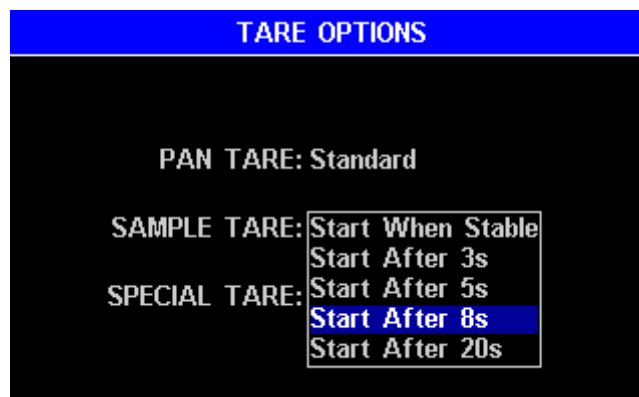 TARE OPTIONS
PAN TARE: Standard
SAMPLE TARE: Start When Stable
Start After 3s
SPECIAL TARE: Start After 5s
Start After 8s
Start After 20s